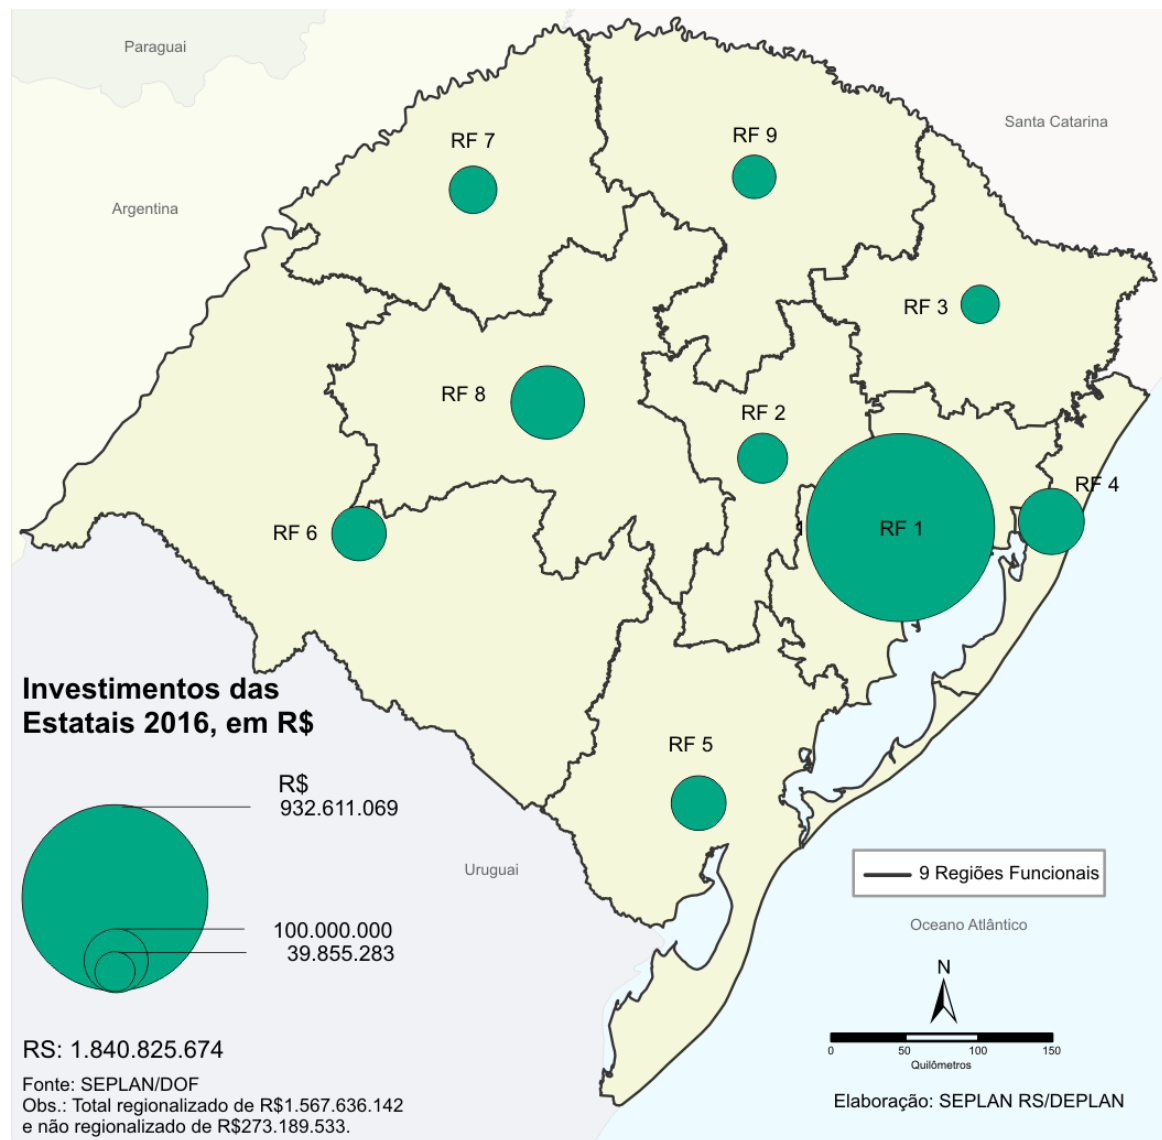 Paraguai
Santa Catarina
RF 7
RF 9
Argentina
RF 3
RF 8
RF 2
RF 4
RF 6
RF 1
Investimentos das
Estatais 2016, em R$
RF 5
R$
932.611.069
100.000.000
39.855.283
Uruguai
9 Regiões Funcionais
Oceano Atlântico
N
0 50 100 150
Quilômetros
RS: 1.840.825.674
Fonte: SEPLAN/DOF
Obs.: Total regionalizado de R$1.567.636.142
e não regionalizado de R$273.189.533.
Elaboração: SEPLAN RS/DEPLAN